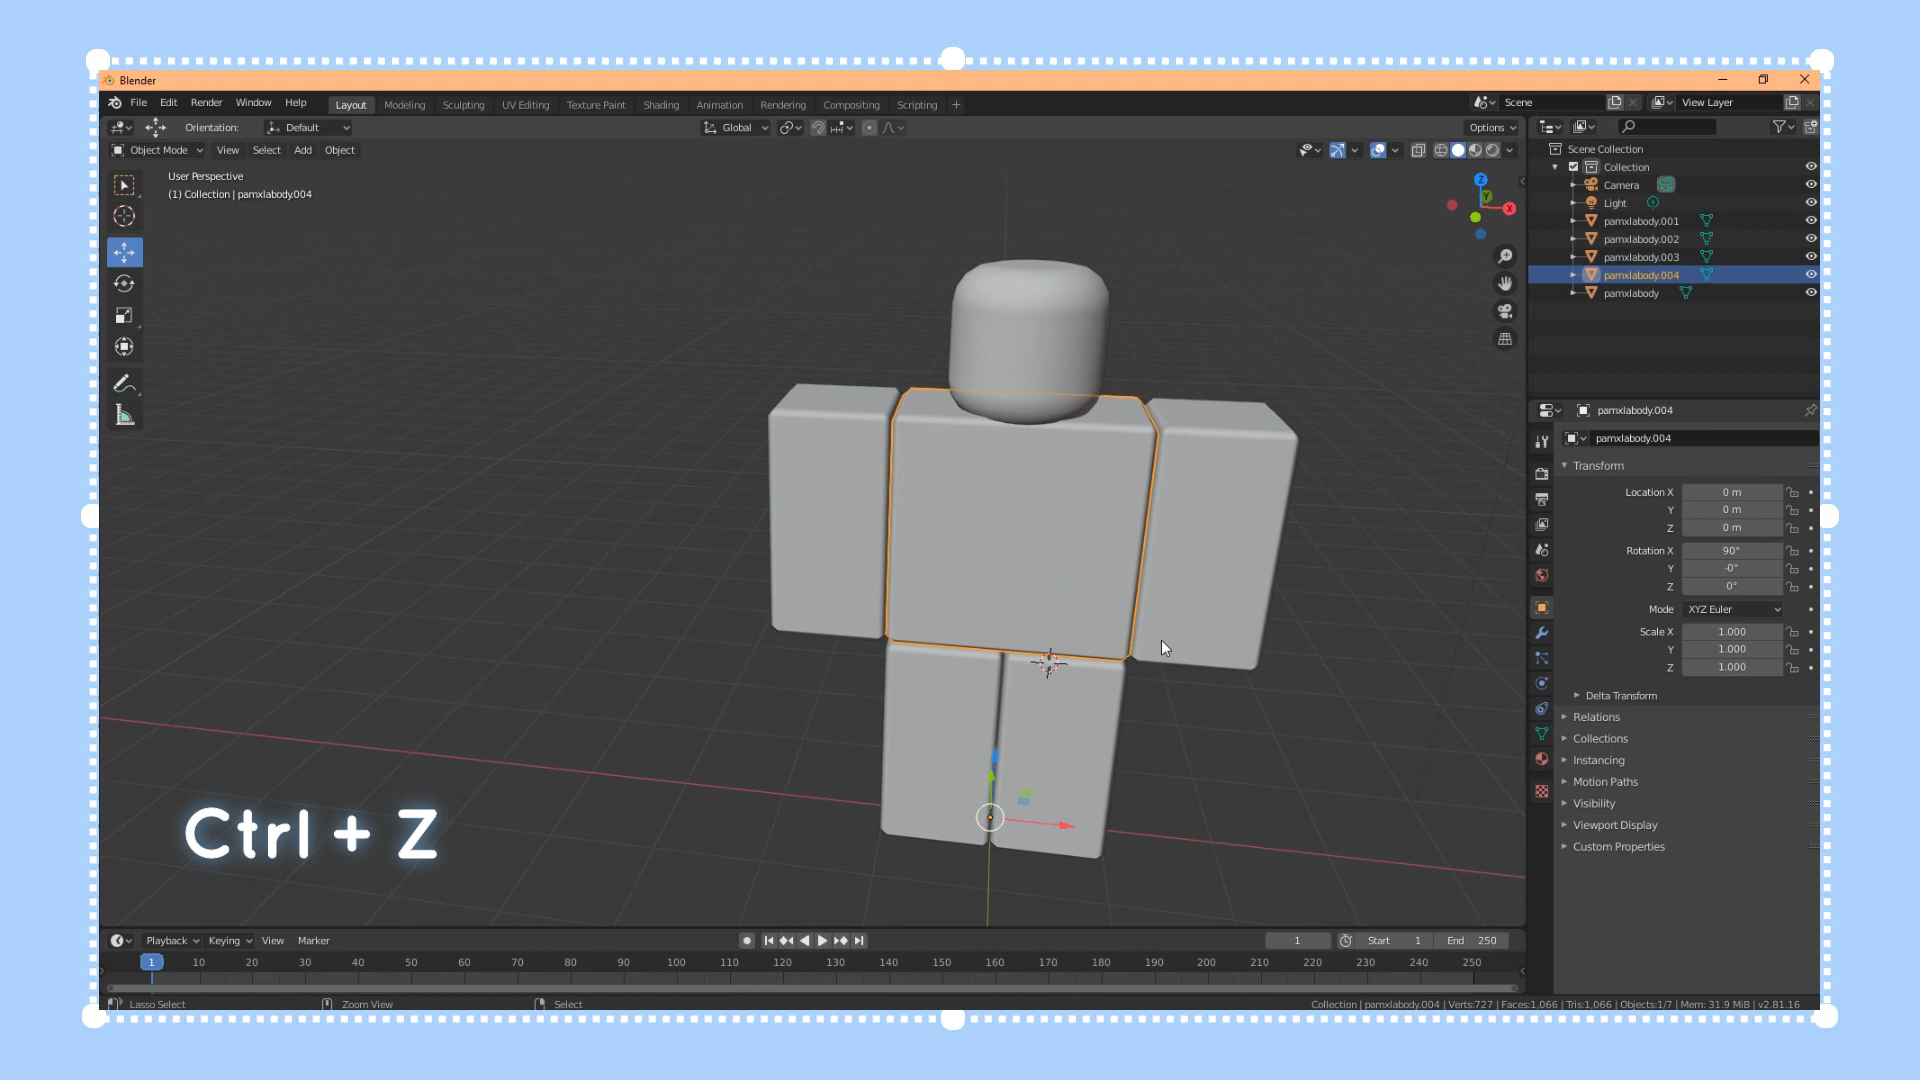 Blender
File Edit Render Window Help Layout Modeling Sculpting UV Editing Texture Paint Shading Animation Rendering Compositing Scripting + Scene View Layer
Orientation: Default Global Options
Object Mode View Select Add Object
User Perspective
(1) Collection | pamxlabody.004
Z
Y
X
Scene Collection
Collection
Camera
Light
pamxlabody.001
pamxlabody.002
pamxlabody.003
pamxlabody.004
pamxlabody
pamxlabody.004
pamxlabody.004
Transform
Location X 0 m
Y 0 m
Z 0 m
Rotation X 90°
Y -0°
Z 0°
Mode XYZ Euler
Scale X 1.000
Y 1.000
Z 1.000
Delta Transform
Relations
Collections
Instancing
Motion Paths
Visibility
Viewport Display
Custom Properties
Ctrl + Z
Playback Keying View Marker 1 Start 1 End 250
1 10 20 30 40 50 60 70 80 90 100 110 120 130 140 150 160 170 180 190 200 210 220 230 240 250
Lasso Select Zoom View Select Collection | pamxlabody.004 | Verts:727 | Faces:1,066 | Tris:1,066 | Objects:1/7 | Mem: 31.9 MiB | v2.81.16